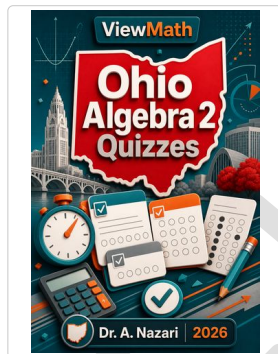 ViewMath
Ohio
Algebra 2
Quizzes
Dr. A. Nazari | 2026